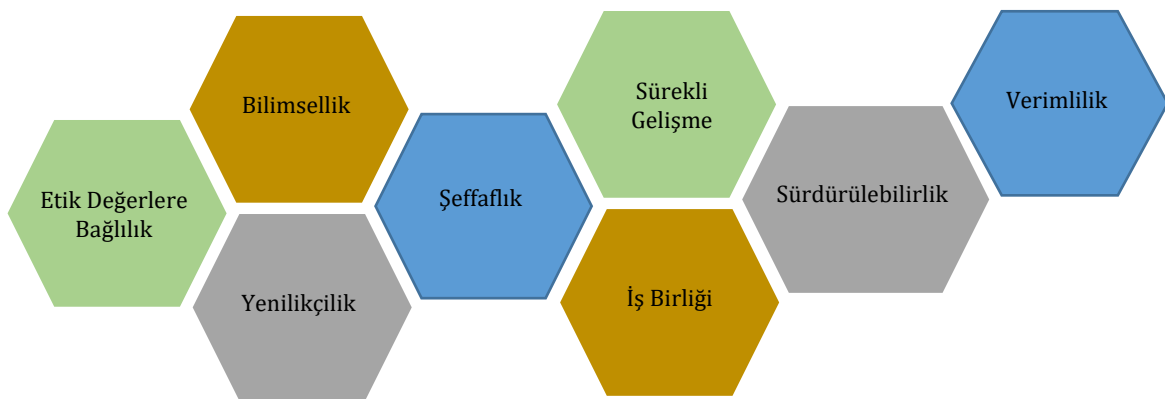 Etik Değerlere
Bağlılık
Bilimsellik
Yenilikçilik
Şeffaflık
Sürekli
Gelişme
İş Birliği
Sürdürülebilirlik
Verimlilik